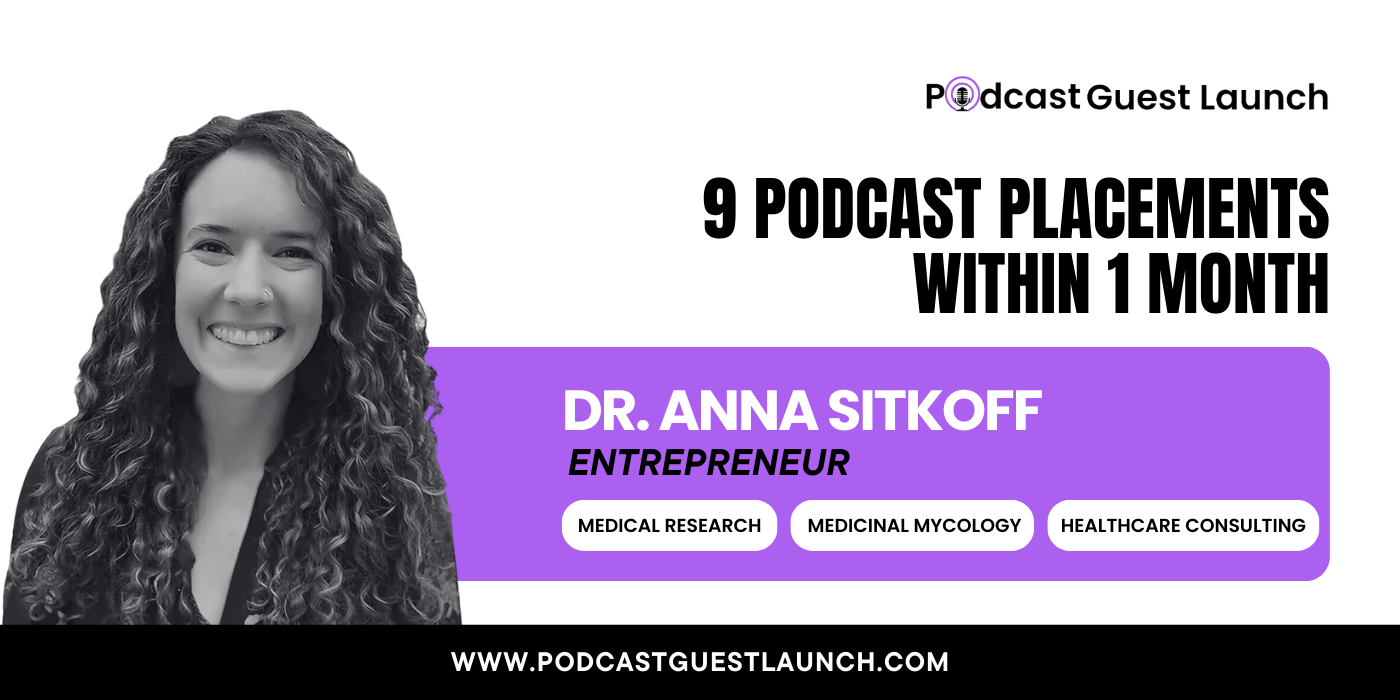 Podcast Guest Launch
9 PODCAST PLACEMENTS
WITHIN 1 MONTH
DR. ANNA SITKOFF
ENTREPRENEUR
MEDICAL RESEARCH
MEDICINAL MYCOLOGY
HEALTHCARE CONSULTING
WWW.PODCASTGUESTLAUNCH.COM